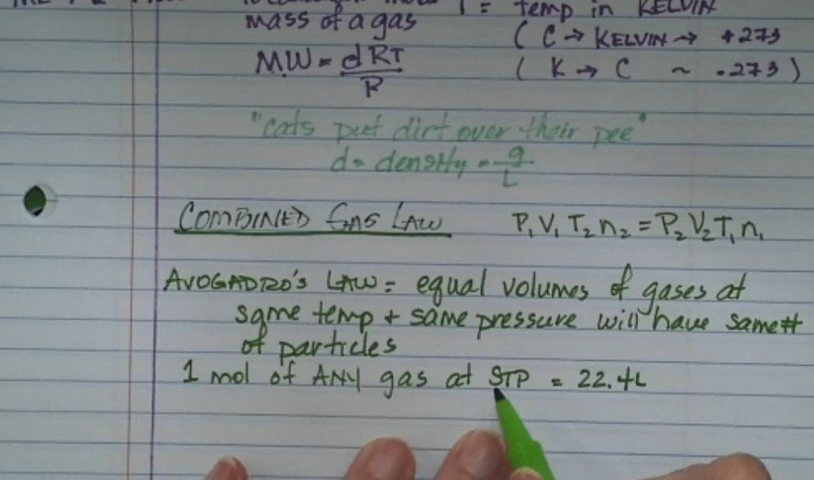 T = temp in KELVIN
mass of a gas
( C → KELVIN → +273
MW = dRT/P
( K → C ~ -273 )
"cats put dirt over their pee"
d = density = g/L
COMBINED GAS LAW P₁V₁T₂n₂ = P₂V₂T₁n₁
AVOGADRO'S LAW = equal volumes of gases at
same temp + same pressure will have same #
of particles
1 mol of ANY gas at STP = 22.4L